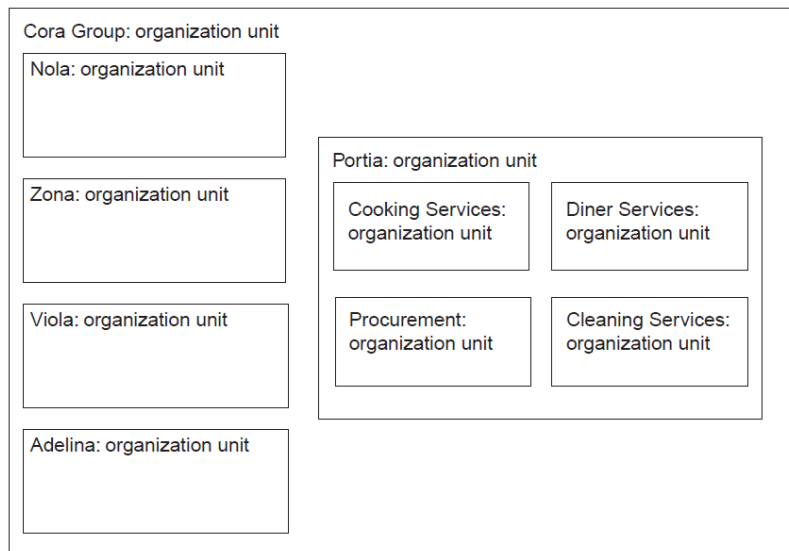 Cora Group: organization unit
Nola: organization unit
Zona: organization unit
Viola: organization unit
Adelina: organization unit
Portia: organization unit
Cooking Services:
organization unit
Diner Services:
organization unit
Procurement:
organization unit
Cleaning Services:
organization unit